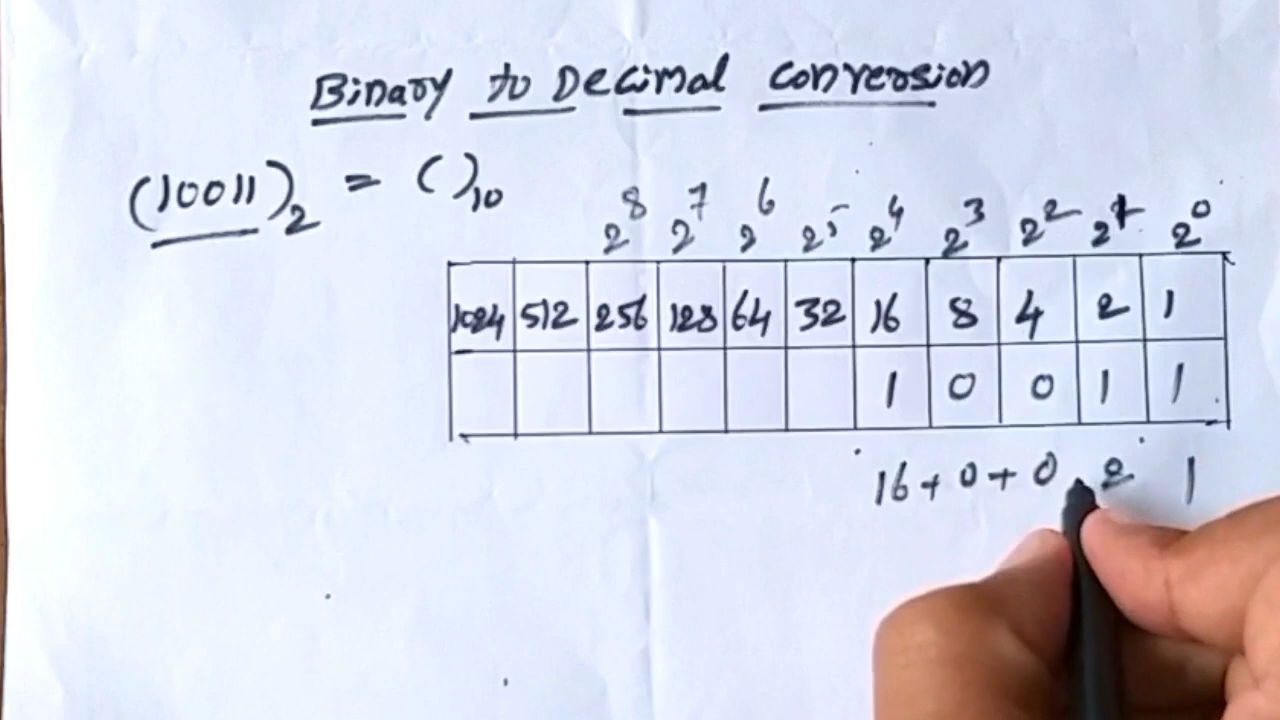 Binary to Decimal Conversion
(10011)2 = ( )10
2^8 2^7 2^6 2^5 2^4 2^3 2^2 2^1 2^0
1024 512 256 128 64 32 16 8 4 2 1
1 0 0 1 1
16 + 0 + 0 2 1